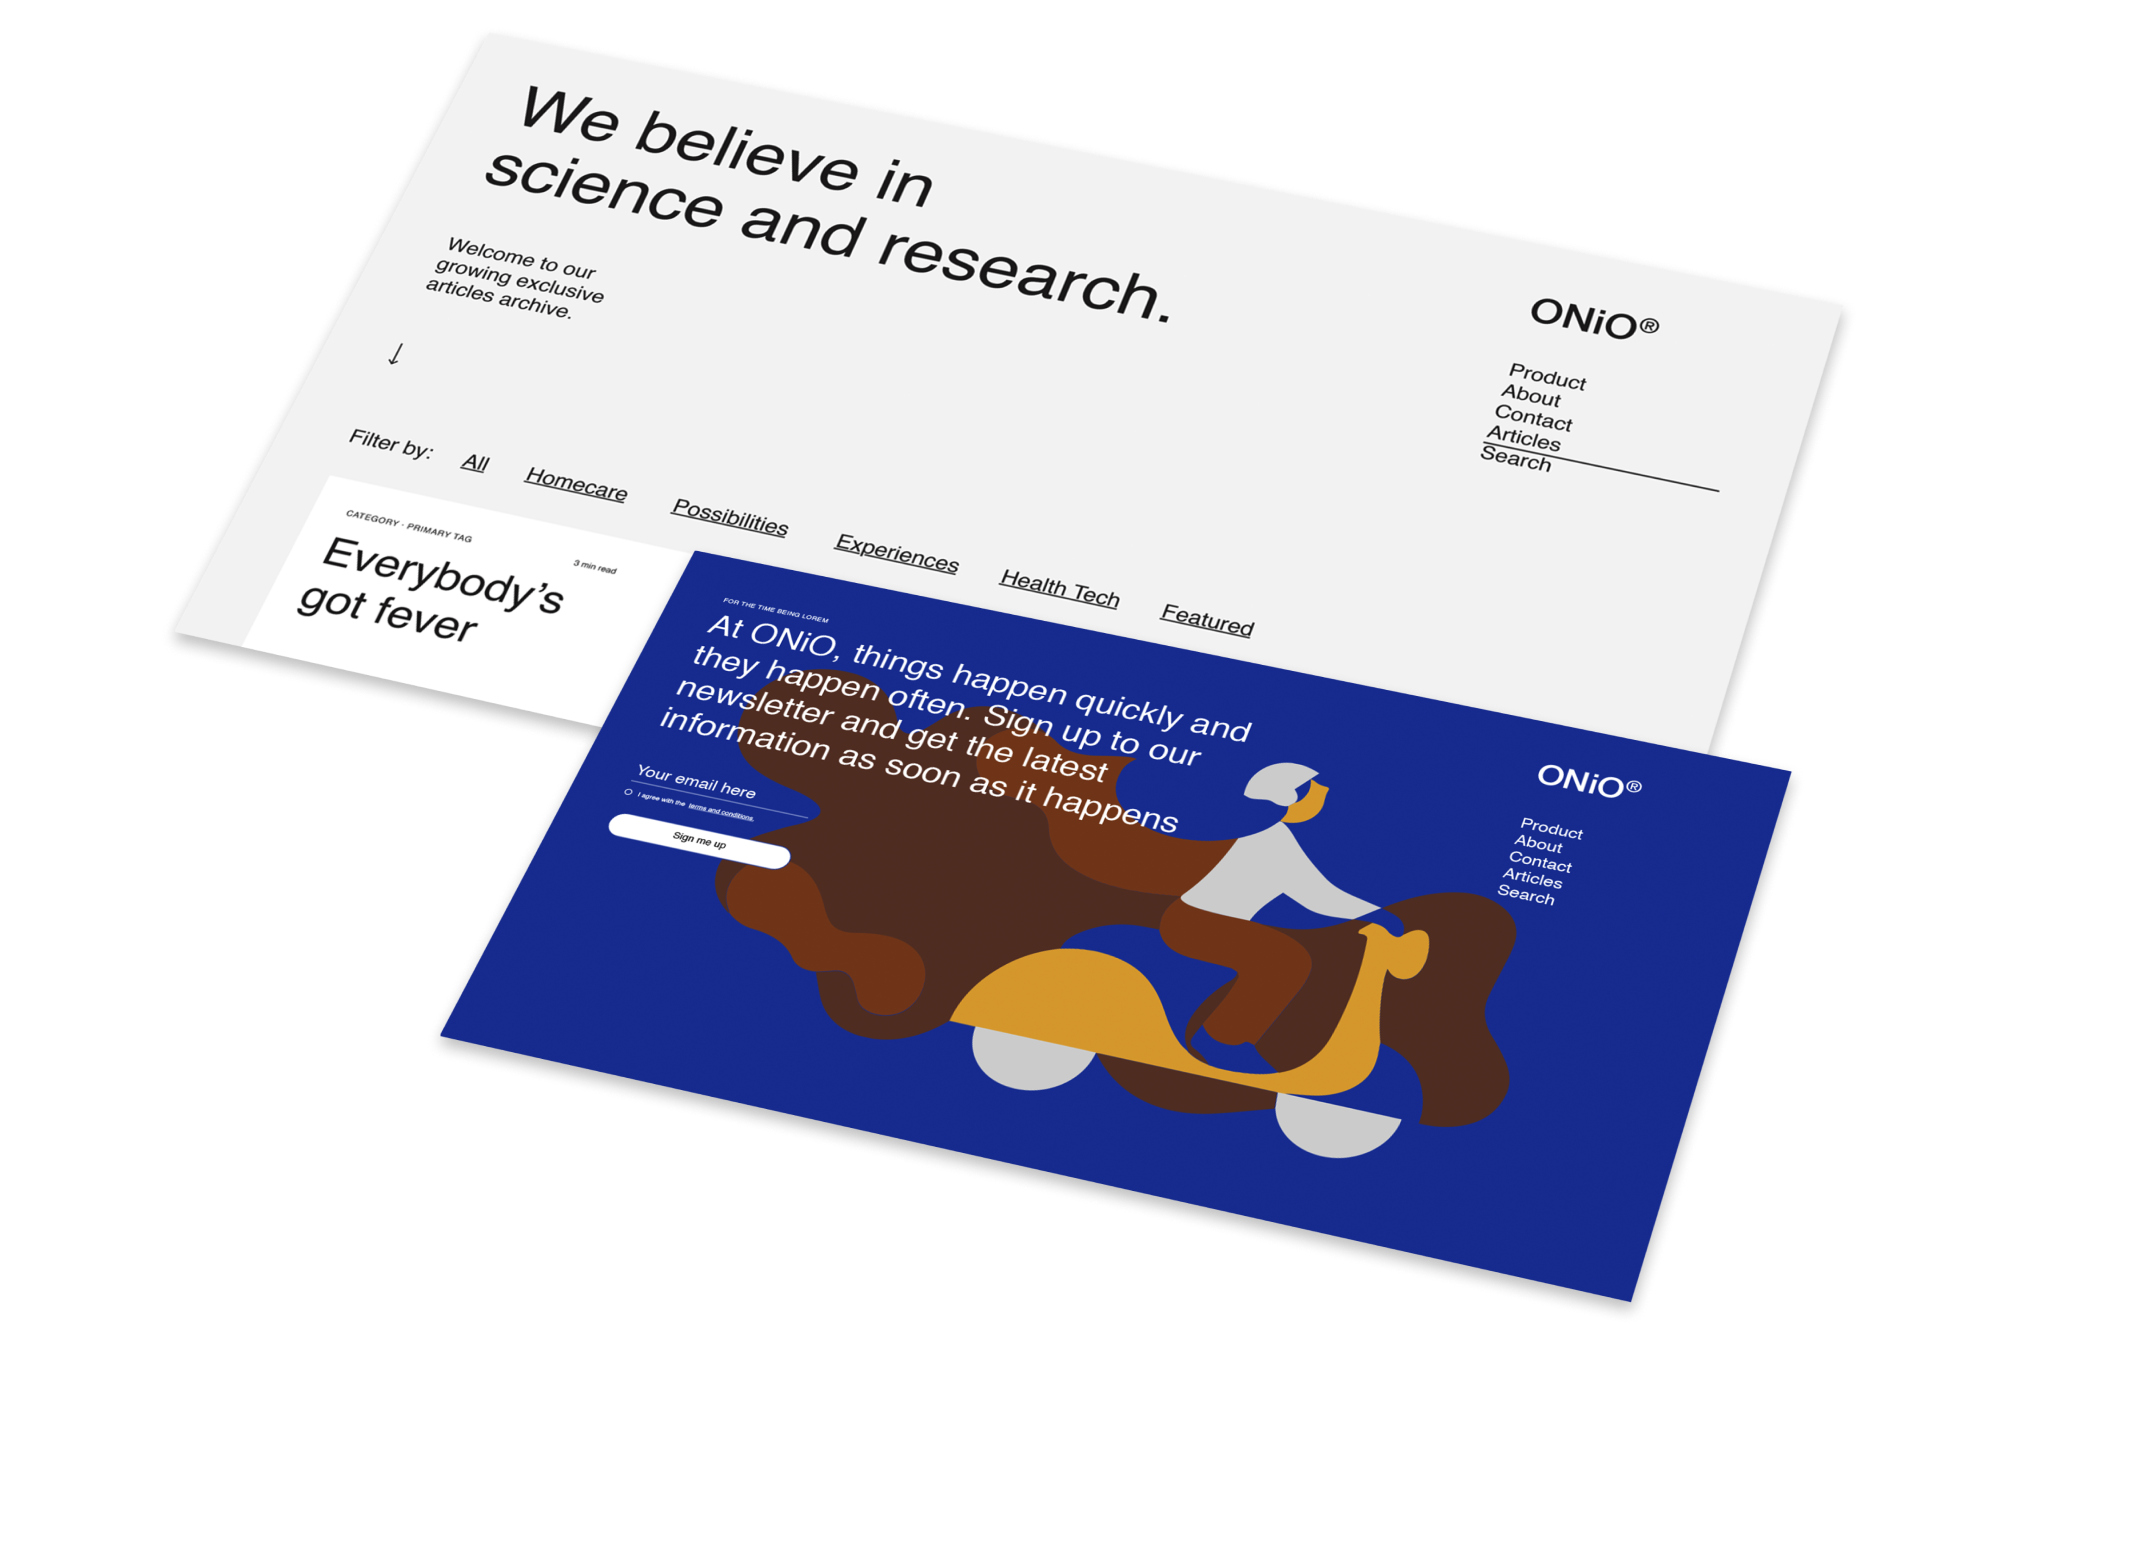 We believe in
science and research.
Welcome to our
growing exclusive
articles archive.
↓
ONiO®
Product
About
Contact
Articles
Search
Filter by: All Homecare Possibilities Experiences Health Tech Featured
CATEGORY · PRIMARY TAG
3 min read
Everybody’s
got fever
FOR THE TIME BEING LOREM
At ONiO, things happen quickly and
they happen often. Sign up to our
newsletter and get the latest
information as soon as it happens
Your email here
I agree with the terms and conditions.
Sign me up
ONiO®
Product
About
Contact
Articles
Search